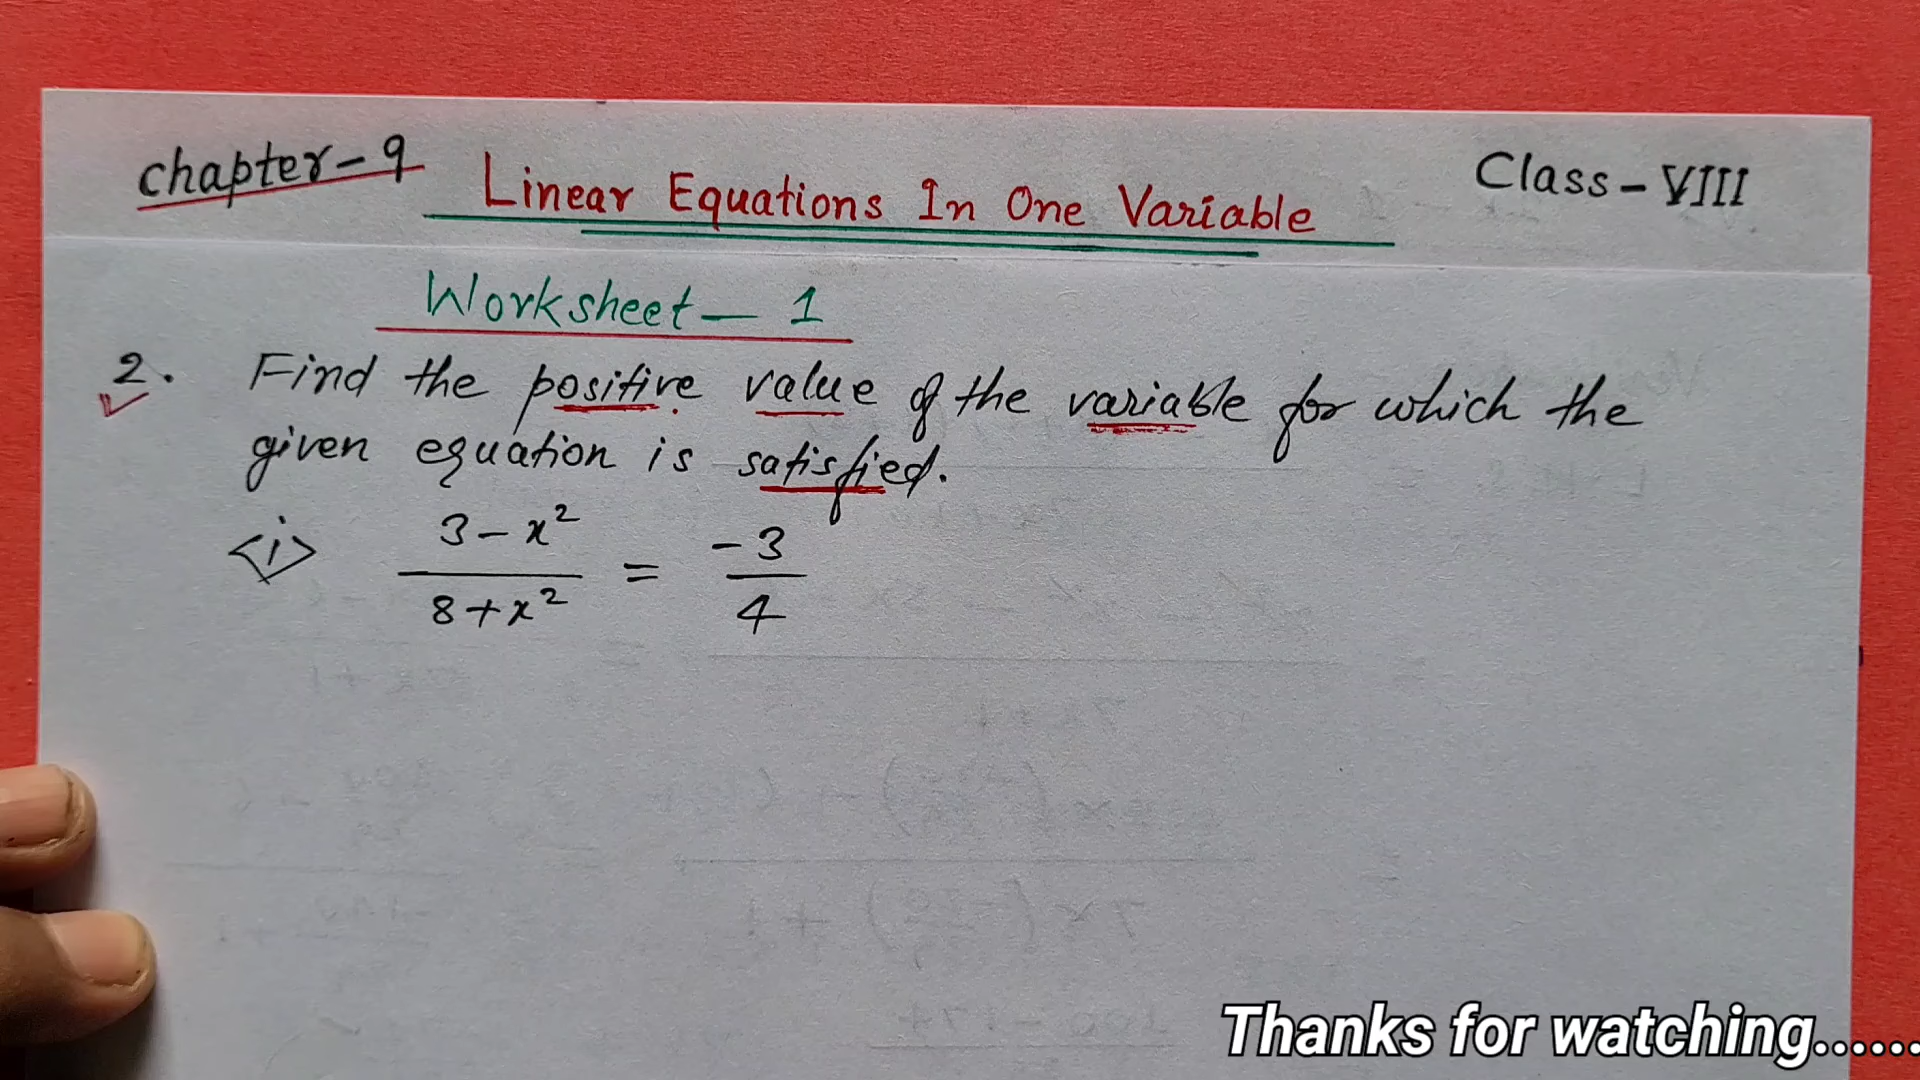 chapter-9 Linear Equations In One Variable Class-VIII
Worksheet-1
2. Find the positive value of the variable for which the
given equation is satisfied.
<i> 3-x² / 8+x² = -3/4
Thanks for watching......